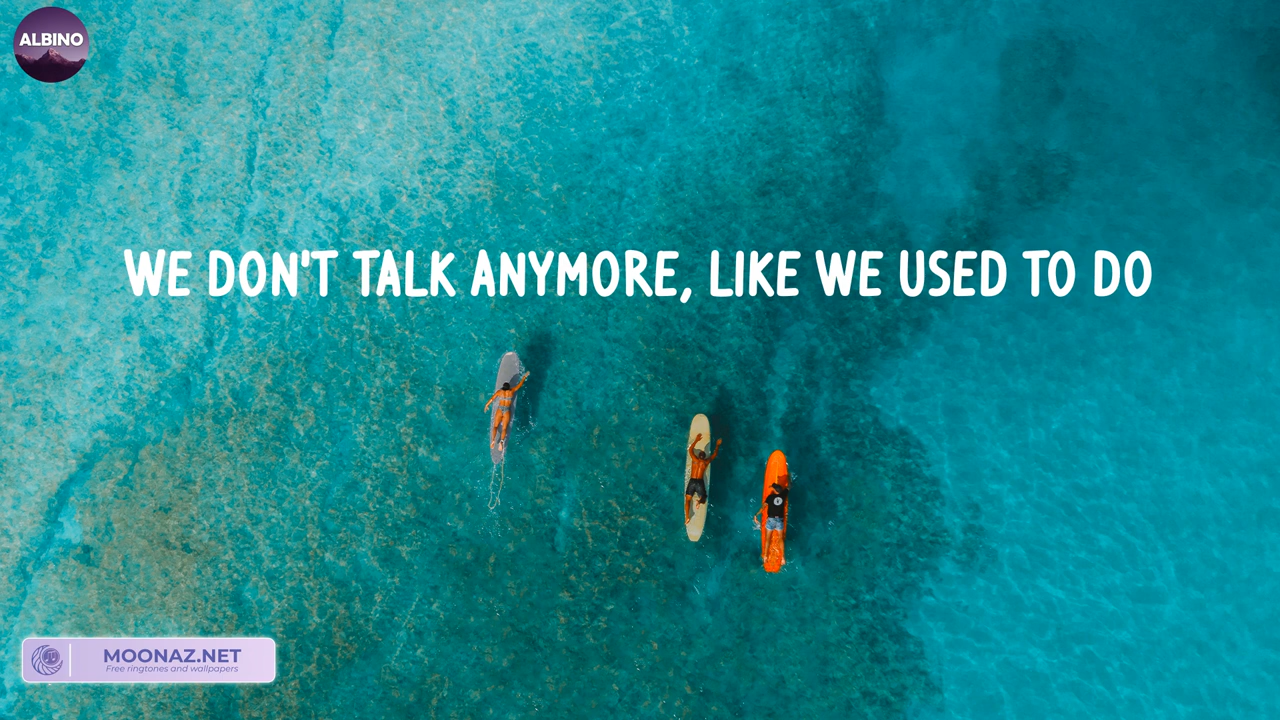 ALBINO
WE DON'T TALK ANYMORE, LIKE WE USED TO DO
MOONAZ.NET
Free ringtones and wallpapers